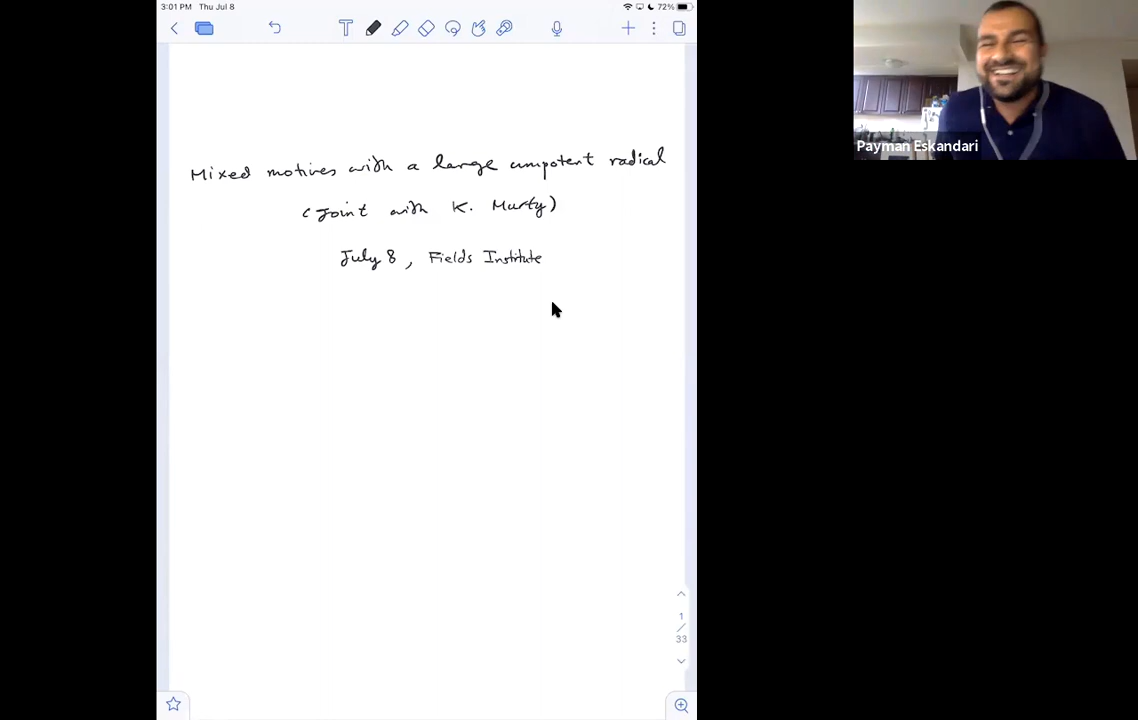 3:01 PM Thu Jul 8
72%
Payman Eskandari
T
Mixed motives with a large unipotent radical
(Joint with K. Murty)
July 8, Fields Institute
1
/
33